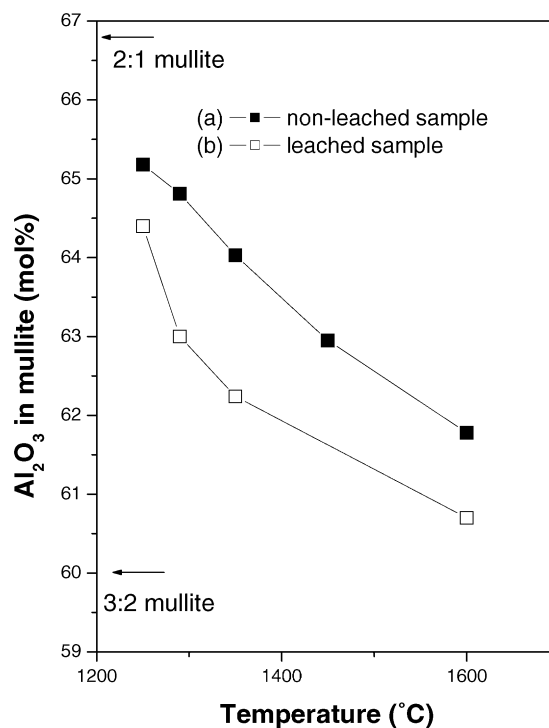 67
2:1 mullite
66
(a) non-leached sample
(b) leached sample
65
64
63
62
61
60
3:2 mullite
59
1200 1400 1600
Temperature (˚C)
Al₂O₃ in mullite (mol%)